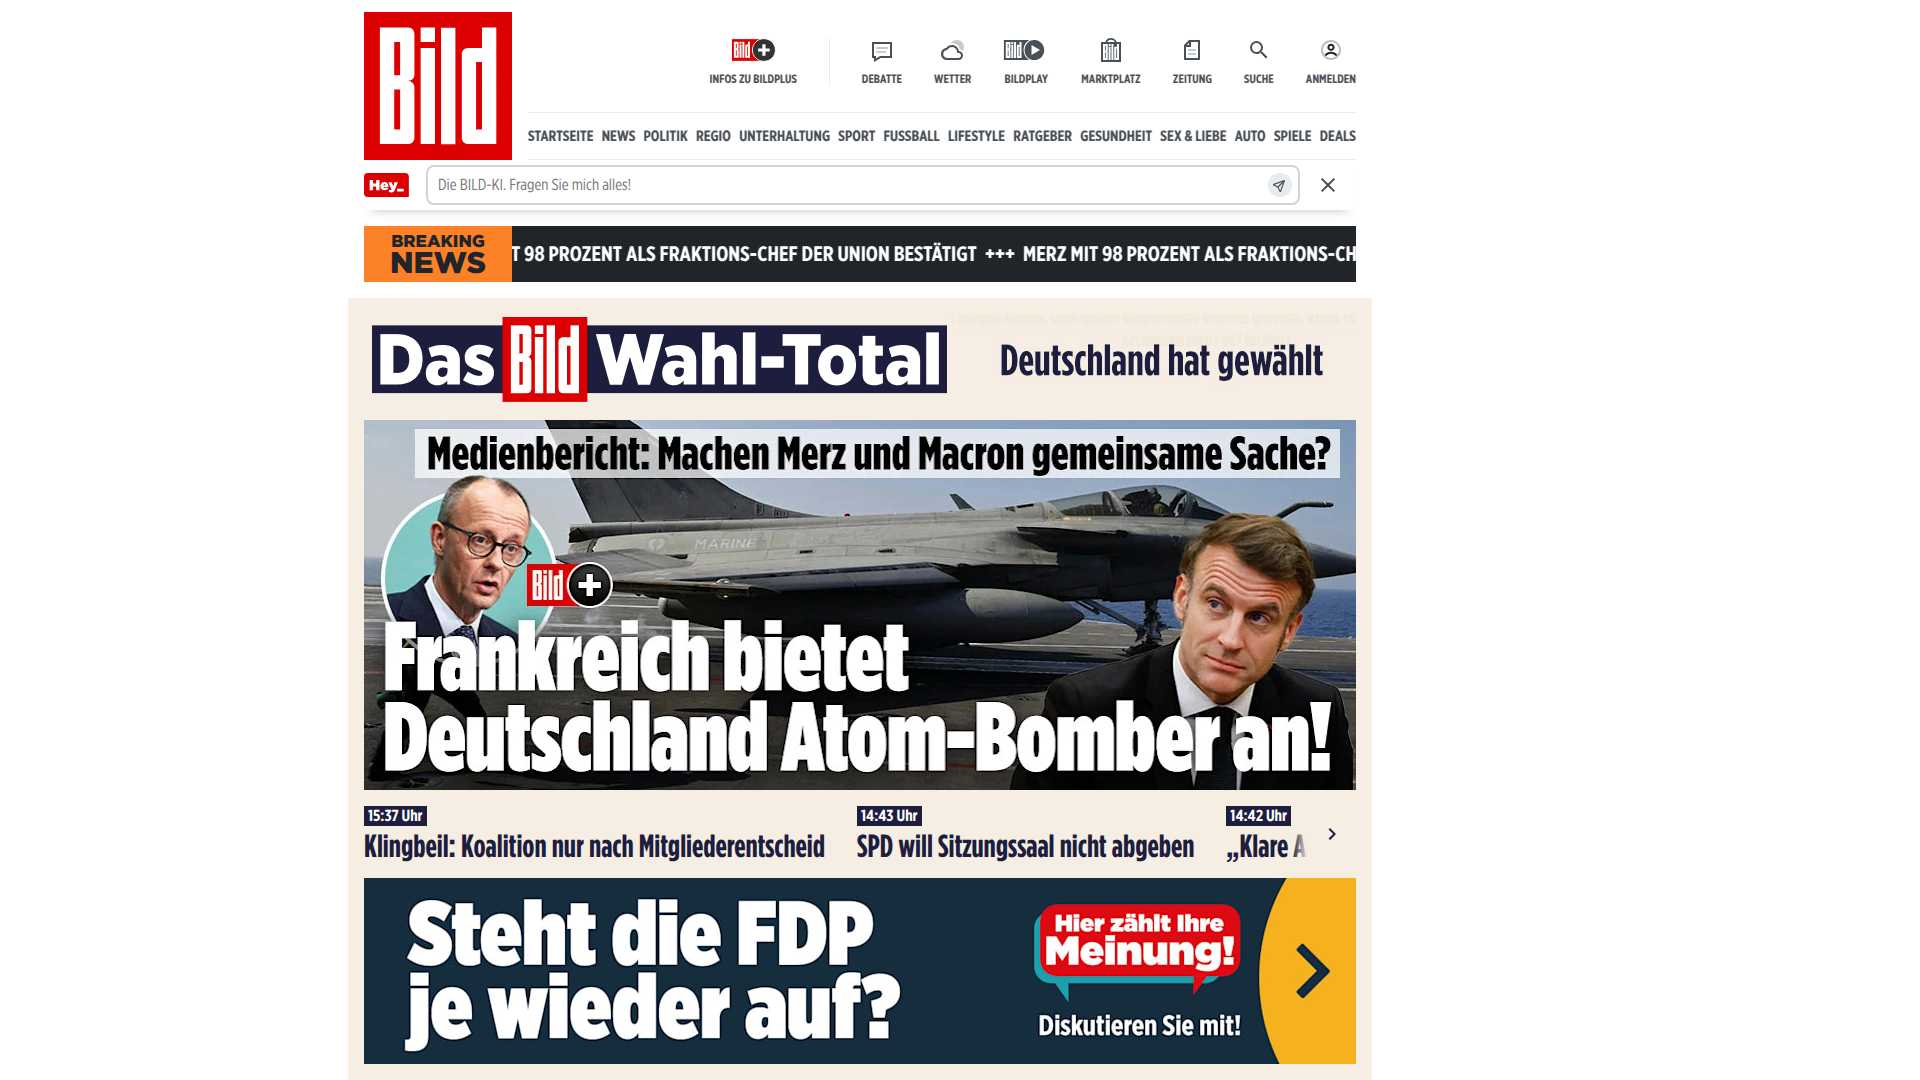 Bild
Bild+
INFOS ZU BILDPLUS
DEBATTE
WETTER
Bild
BILDPLAY
Bild
MARKTPLATZ
ZEITUNG
SUCHE
ANMELDEN
STARTSEITE NEWS POLITIK REGIO UNTERHALTUNG SPORT FUSSBALL LIFESTYLE RATGEBER GESUNDHEIT SEX & LIEBE AUTO SPIELE DEALS
Hey_
Die BILD-KI. Fragen Sie mich alles!
BREAKING
NEWS
T 98 PROZENT ALS FRAKTIONS-CHEF DER UNION BESTÄTIGT +++ MERZ MIT 98 PROZENT ALS FRAKTIONS-CH
Das Bild Wahl-Total
Deutschland hat gewählt
Medienbericht: Machen Merz und Macron gemeinsame Sache?
MARINE
Bild+
Frankreich bietet
Deutschland Atom-Bomber an!
15:37 Uhr
Klingbeil: Koalition nur nach Mitgliederentscheid
14:43 Uhr
SPD will Sitzungssaal nicht abgeben
14:42 Uhr
„Klare A
Steht die FDP
je wieder auf?
Hier zählt Ihre
Meinung!
Diskutieren Sie mit!